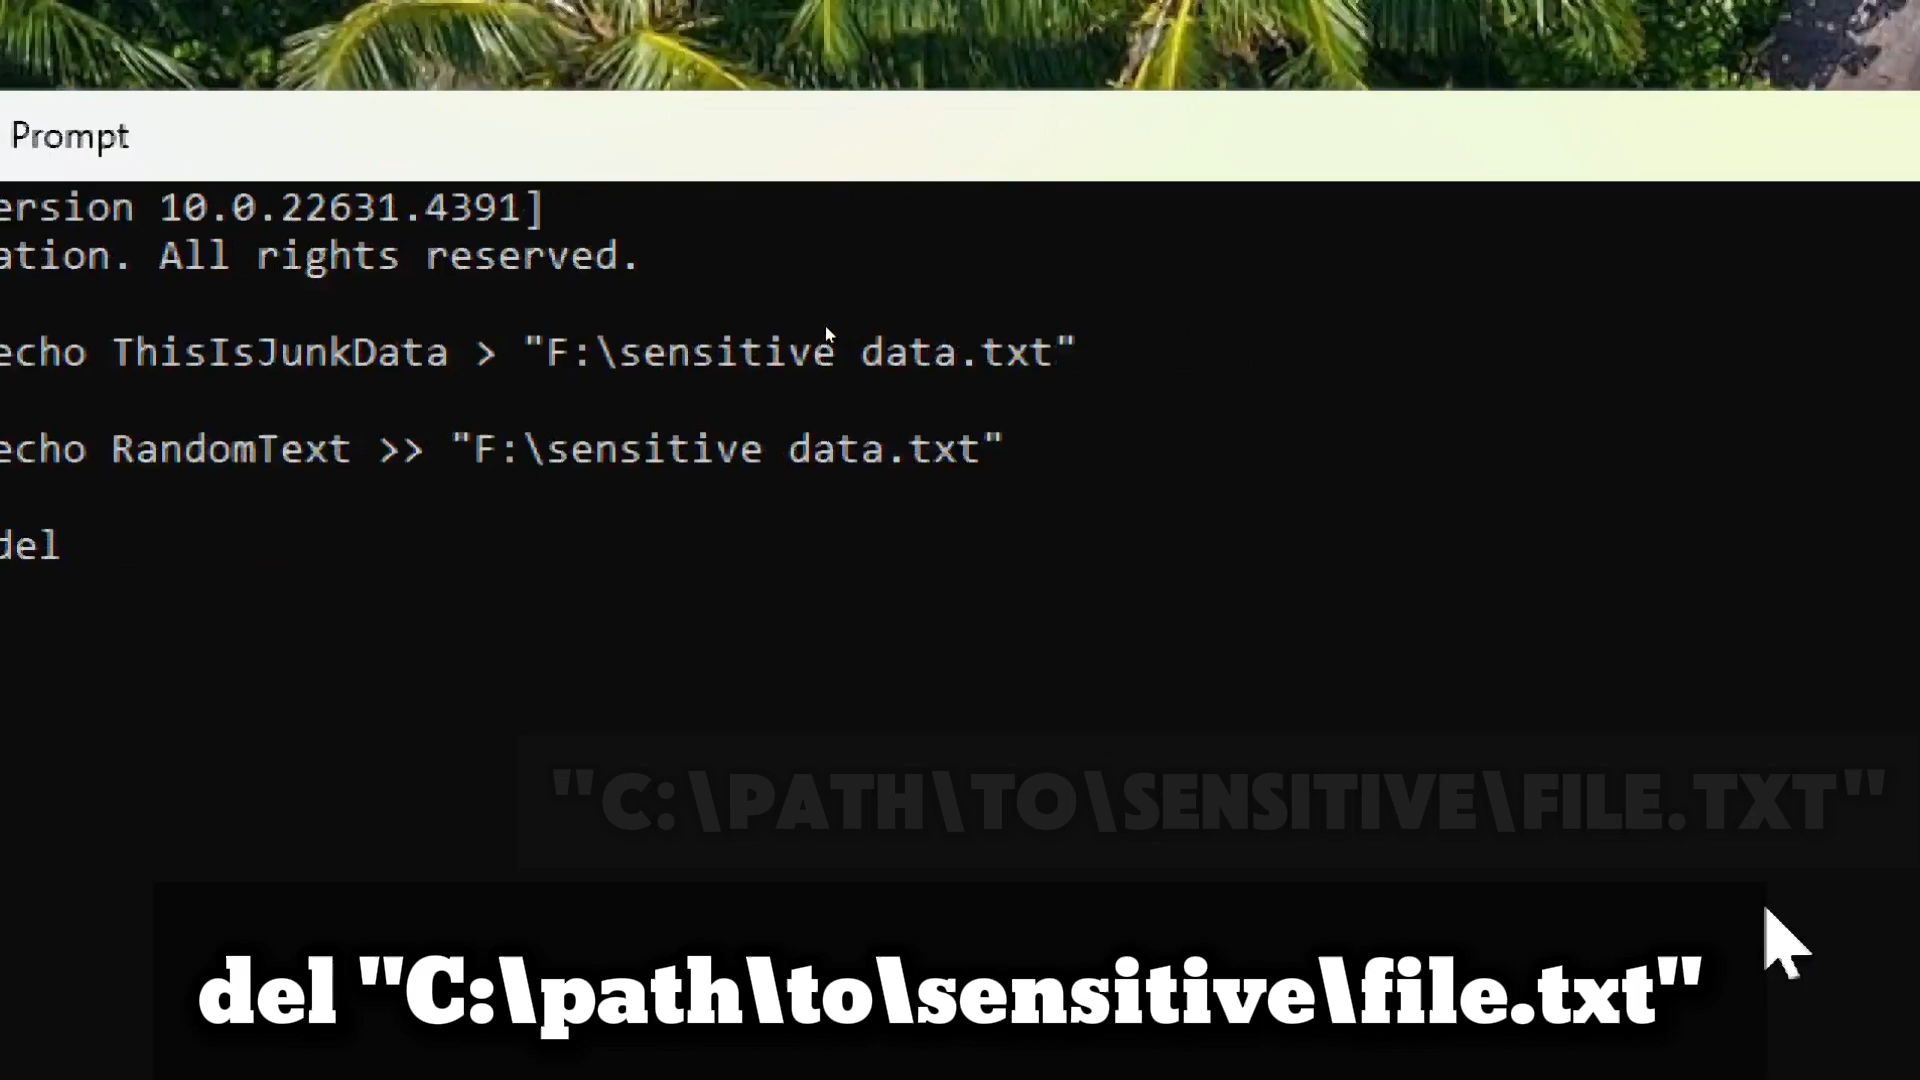 Prompt
ersion 10.0.22631.4391]
ation. All rights reserved.
echo ThisIsJunkData > "F:\sensitive data.txt"
echo RandomText >> "F:\sensitive data.txt"
del
"C:\PATH\TO\SENSITIVE\FILE.TXT"
del "C:\path\to\sensitive\file.txt"